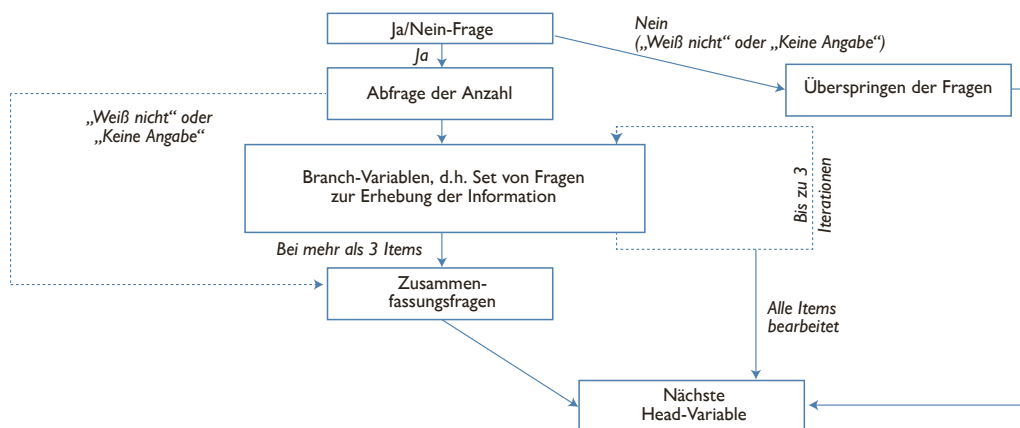 Ja/Nein-Frage
Nein
(„Weiß nicht“ oder „Keine Angabe“)
Ja
Abfrage der Anzahl
Überspringen der Fragen
„Weiß nicht“ oder
„Keine Angabe“
Branch-Variablen, d.h. Set von Fragen
zur Erhebung der Information
Bis zu 3
Iterationen
Bei mehr als 3 Items
Zusammen-
fassungsfragen
Alle Items
bearbeitet
Nächste
Head-Variable